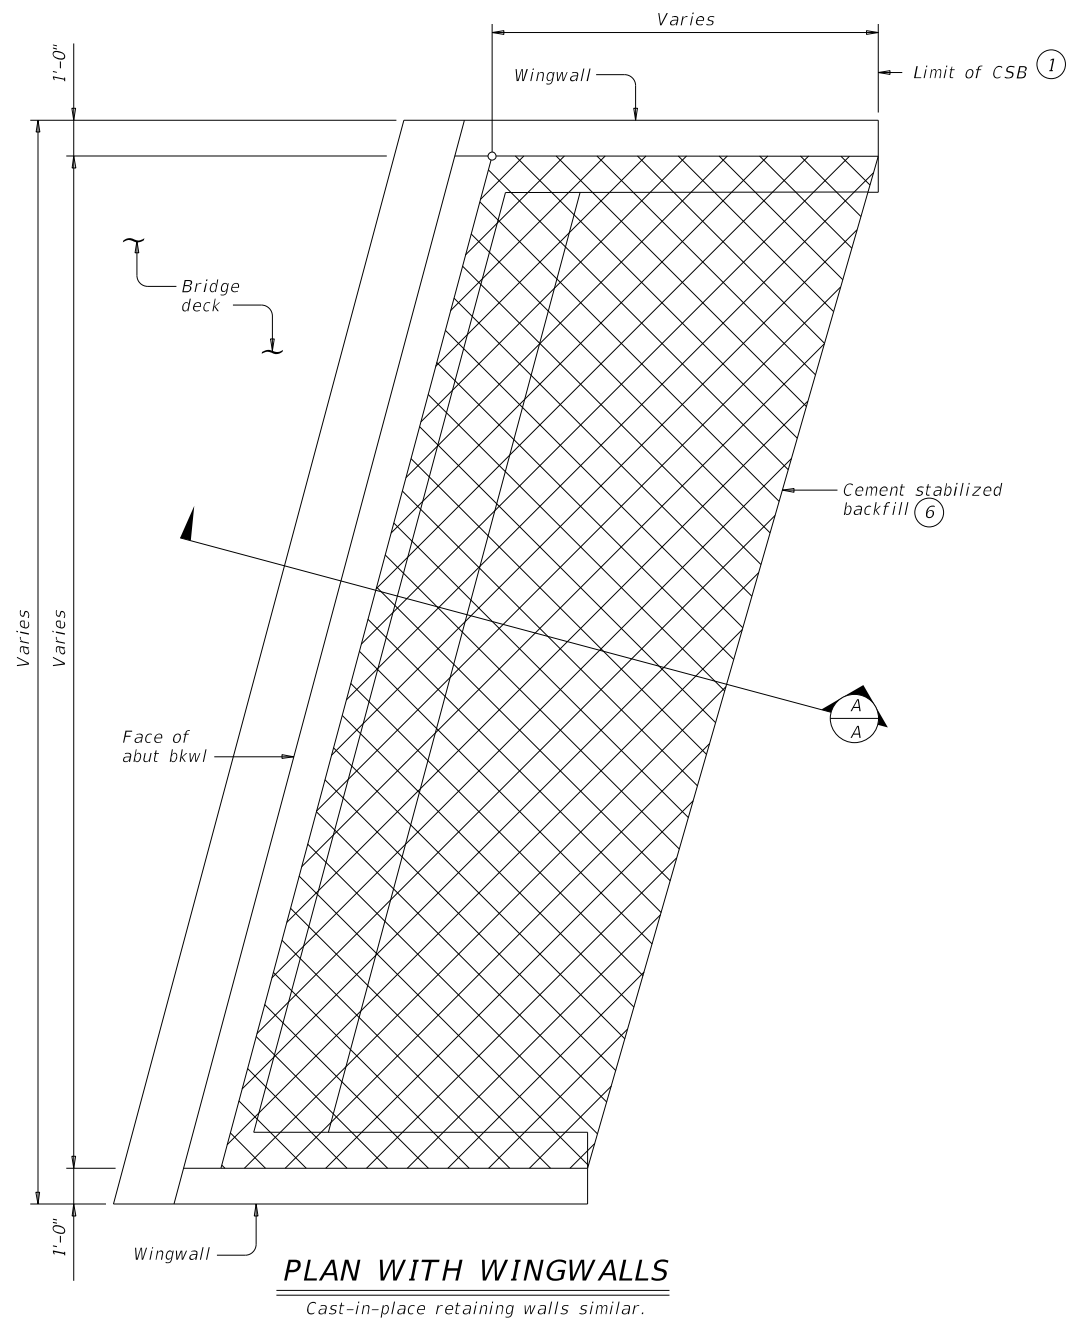 Varies
1'-0"
Wingwall
Limit of CSB 1
Bridge
deck
Cement stabilized
backfill 6
Varies
Varies
A
A
Face of
abut bkwl
1'-0"
Wingwall
PLAN WITH WINGWALLS
Cast-in-place retaining walls similar.